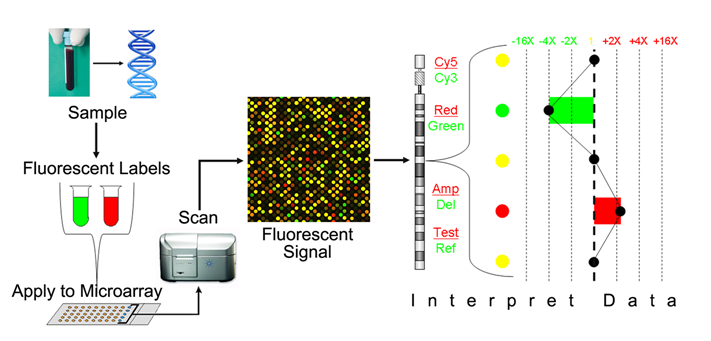 Sample
Fluorescent Labels
Apply to Microarray
Scan
Fluorescent
Signal
Cy5
Cy3
Red
Green
Amp
Del
Test
Ref
-16X -4X -2X 1 +2X +4X +16X
Interpret Data